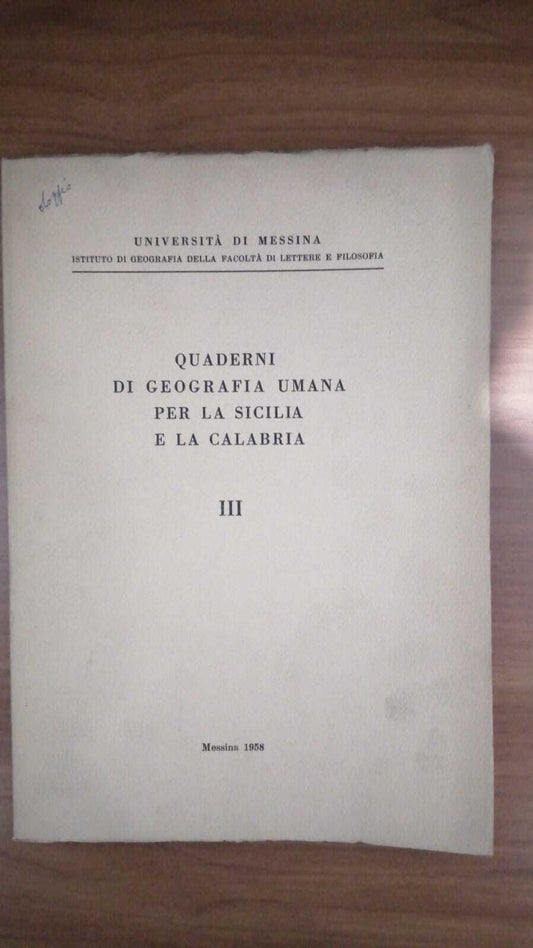 doppio
UNIVERSITÀ DI MESSINA
ISTITUTO DI GEOGRAFIA DELLA FACOLTÀ DI LETTERE E FILOSOFIA
QUADERNI
DI GEOGRAFIA UMANA
PER LA SICILIA
E LA CALABRIA
III
Messina 1958